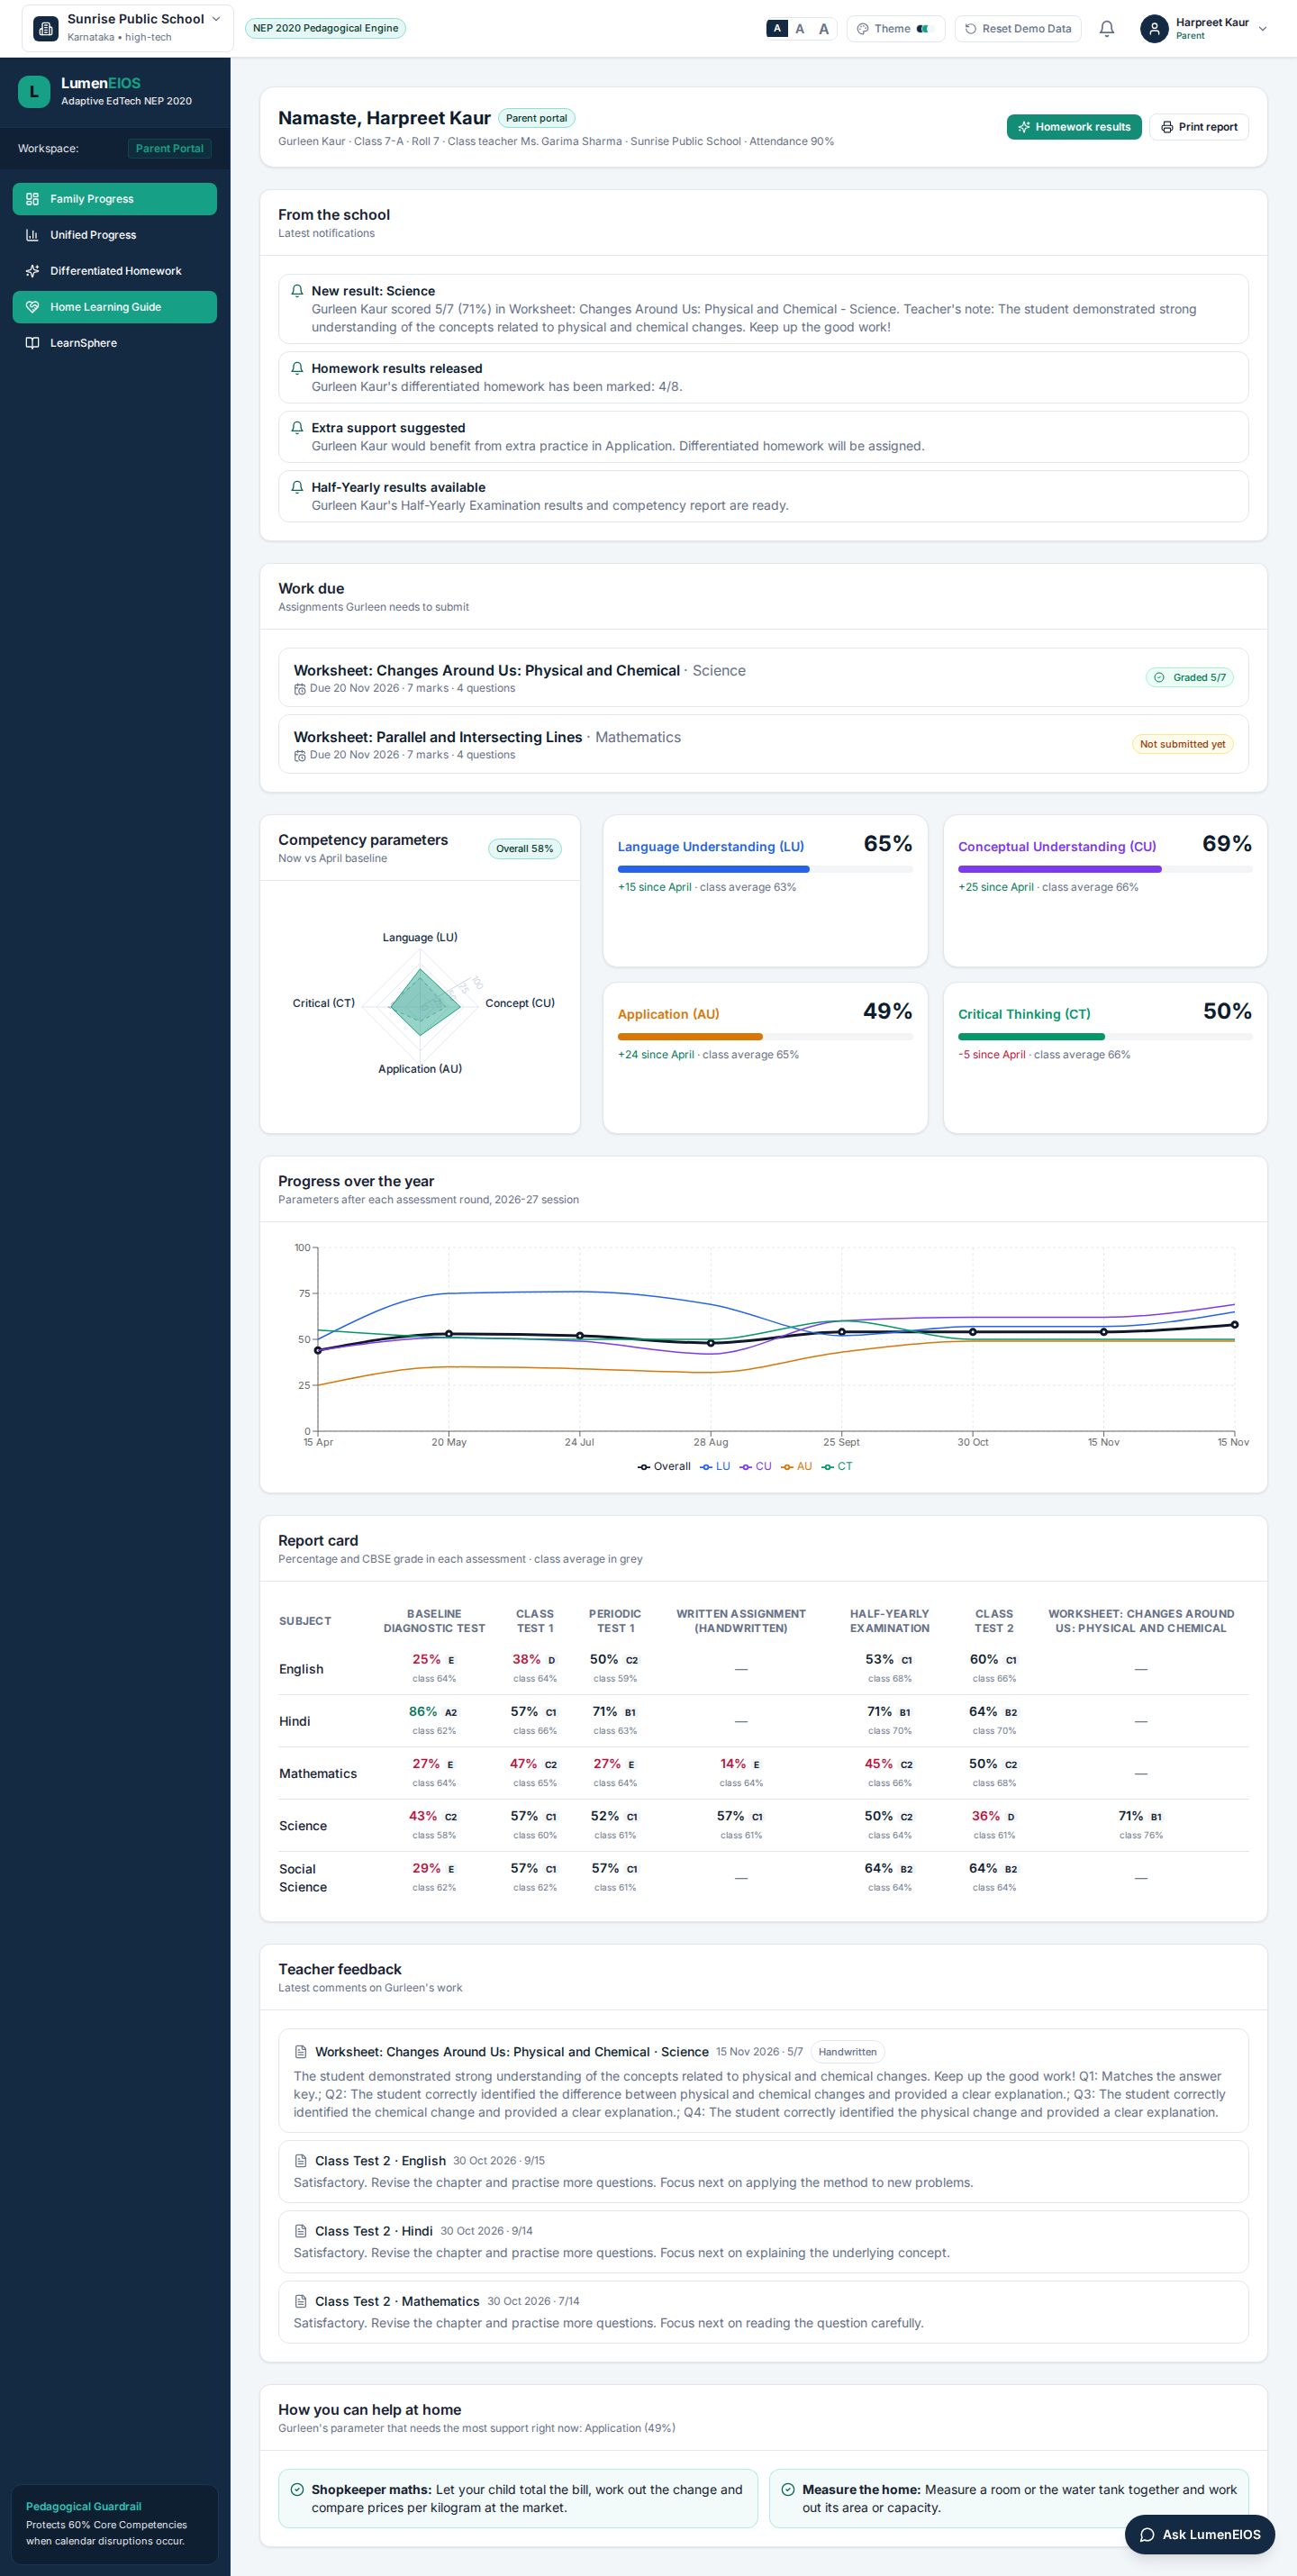 Sunrise Public School
Karnataka • high-tech
NEP 2020 Pedagogical Engine
A A A
Theme
Reset Demo Data
Harpreet Kaur
Parent
L
LumenEIOS
Adaptive EdTech NEP 2020
Workspace: Parent Portal
Family Progress
Unified Progress
Differentiated Homework
Home Learning Guide
LearnSphere
Pedagogical Guardrail
Protects 60% Core Competencies
when calendar disruptions occur.
Namaste, Harpreet Kaur Parent portal
Gurleen Kaur · Class 7-A · Roll 7 · Class teacher Ms. Garima Sharma · Sunrise Public School · Attendance 90%
Homework results
Print report
From the school
Latest notifications
New result: Science
Gurleen Kaur scored 5/7 (71%) in Worksheet: Changes Around Us: Physical and Chemical - Science. Teacher's note: The student demonstrated strong
understanding of the concepts related to physical and chemical changes. Keep up the good work!
Homework results released
Gurleen Kaur's differentiated homework has been marked: 4/8.
Extra support suggested
Gurleen Kaur would benefit from extra practice in Application. Differentiated homework will be assigned.
Half-Yearly results available
Gurleen Kaur's Half-Yearly Examination results and competency report are ready.
Work due
Assignments Gurleen needs to submit
Worksheet: Changes Around Us: Physical and Chemical · Science
Due 20 Nov 2026 · 7 marks · 4 questions
Graded 5/7
Worksheet: Parallel and Intersecting Lines · Mathematics
Due 20 Nov 2026 · 7 marks · 4 questions
Not submitted yet
Competency parameters
Now vs April baseline
Overall 58%
Language (LU)
Critical (CT)
Concept (CU)
Application (AU)
Language Understanding (LU) 65%
+15 since April · class average 63%
Conceptual Understanding (CU) 69%
+25 since April · class average 66%
Application (AU) 49%
+24 since April · class average 65%
Critical Thinking (CT) 50%
-5 since April · class average 66%
Progress over the year
Parameters after each assessment round, 2026-27 session
100
75
50
25
0
15 Apr 20 May 24 Jul 28 Aug 25 Sept 30 Oct 15 Nov 15 Nov
Overall LU CU AU CT
Report card
Percentage and CBSE grade in each assessment · class average in grey
SUBJECT BASELINE DIAGNOSTIC TEST CLASS TEST 1 PERIODIC TEST 1 WRITTEN ASSIGNMENT (HANDWRITTEN) HALF-YEARLY EXAMINATION CLASS TEST 2 WORKSHEET: CHANGES AROUND US: PHYSICAL AND CHEMICAL
English 25% E 38% D 50% C2 — 53% C1 60% C1 —
class 64% class 64% class 59% class 68% class 66%
Hindi 86% A2 57% C1 71% B1 — 71% B1 64% B2 —
class 62% class 66% class 63% class 70% class 70%
Mathematics 27% E 47% C2 27% E 14% E 45% C2 50% C2 —
class 64% class 65% class 64% class 64% class 66% class 68%
Science 43% C2 57% C1 52% C1 57% C1 50% C2 36% D 71% B1
class 58% class 60% class 61% class 61% class 64% class 61% class 76%
Social Science 29% E 57% C1 57% C1 — 64% B2 64% B2 —
class 62% class 62% class 61% class 64% class 64%
Teacher feedback
Latest comments on Gurleen's work
Worksheet: Changes Around Us: Physical and Chemical · Science 15 Nov 2026 · 5/7 Handwritten
The student demonstrated strong understanding of the concepts related to physical and chemical changes. Keep up the good work! Q1: Matches the answer
key.; Q2: The student correctly identified the difference between physical and chemical changes and provided a clear explanation.; Q3: The student correctly
identified the chemical change and provided a clear explanation.; Q4: The student correctly identified the physical change and provided a clear explanation.
Class Test 2 · English 30 Oct 2026 · 9/15
Satisfactory. Revise the chapter and practise more questions. Focus next on applying the method to new problems.
Class Test 2 · Hindi 30 Oct 2026 · 9/14
Satisfactory. Revise the chapter and practise more questions. Focus next on explaining the underlying concept.
Class Test 2 · Mathematics 30 Oct 2026 · 7/14
Satisfactory. Revise the chapter and practise more questions. Focus next on reading the question carefully.
How you can help at home
Gurleen's parameter that needs the most support right now: Application (49%)
Shopkeeper maths: Let your child total the bill, work out the change and
compare prices per kilogram at the market.
Measure the home: Measure a room or the water tank together and work
out its area or capacity.
Ask LumenEIOS